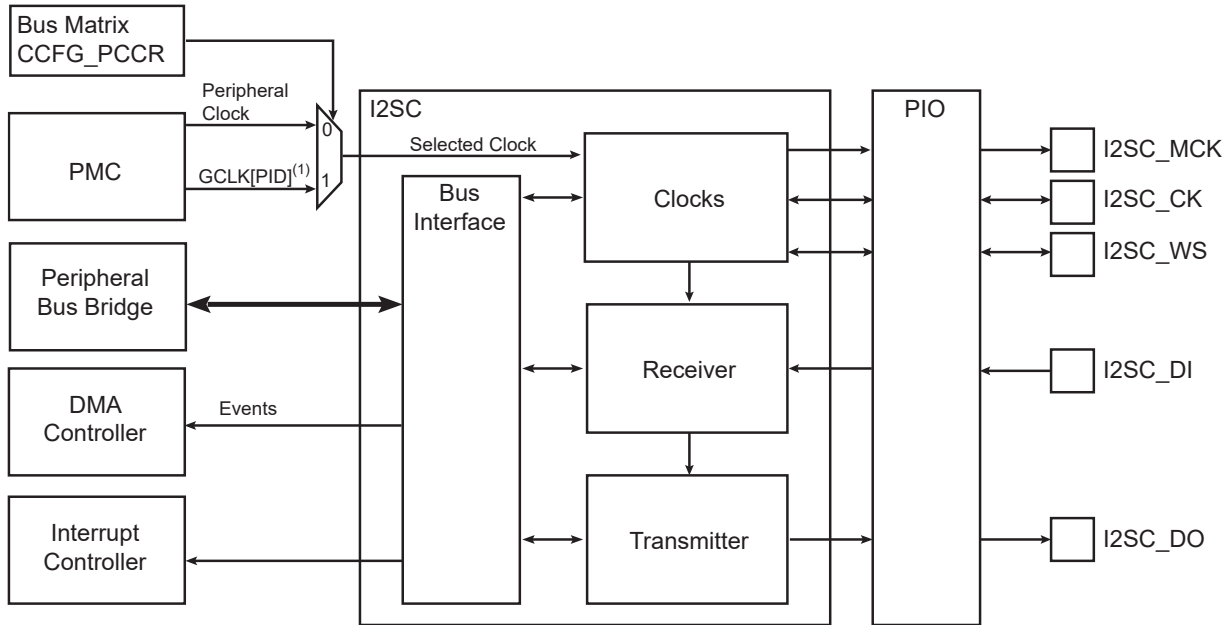 Bus Matrix
CCFG_PCCR
Peripheral
Clock
I2SC
PIO
0
PMC
Selected Clock
I2SC_MCK
GCLK[PID](1)
1
Bus
Interface
Clocks
I2SC_CK
I2SC_WS
Peripheral
Bus Bridge
Receiver
I2SC_DI
DMA
Controller
Events
Interrupt
Controller
Transmitter
I2SC_DO